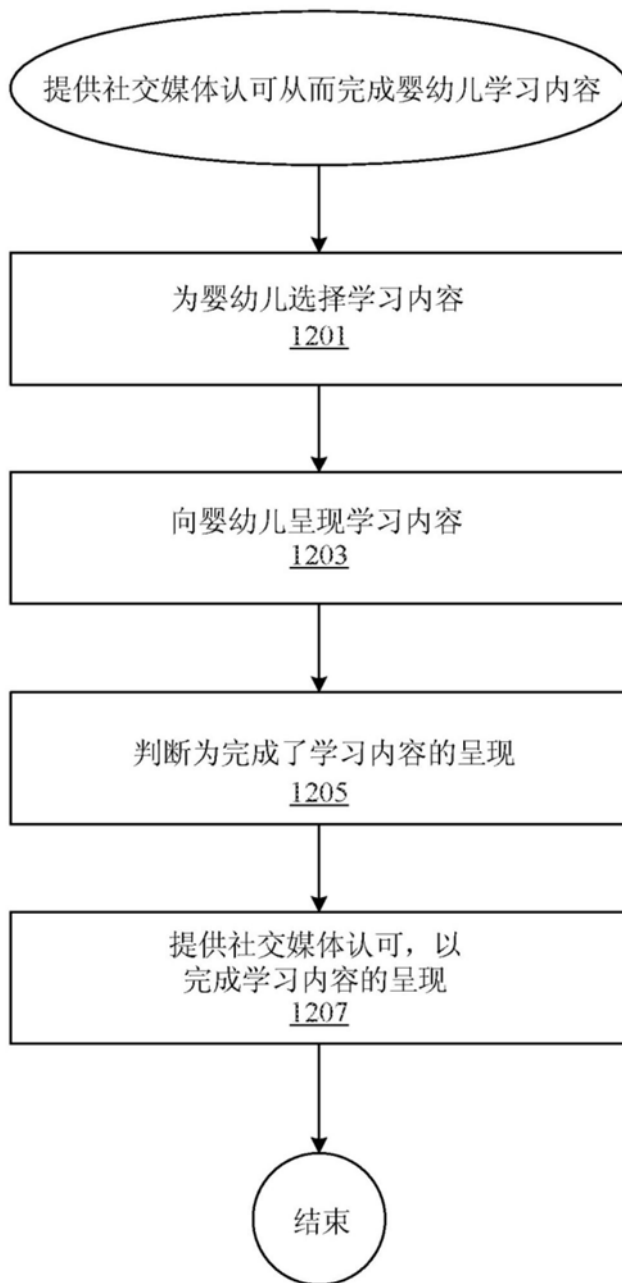 提供社交媒体认可从而完成婴幼儿学习内容
为婴幼儿选择学习内容
1201
向婴幼儿呈现学习内容
1203
判断为完成了学习内容的呈现
1205
提供社交媒体认可，以
完成学习内容的呈现
1207
结束